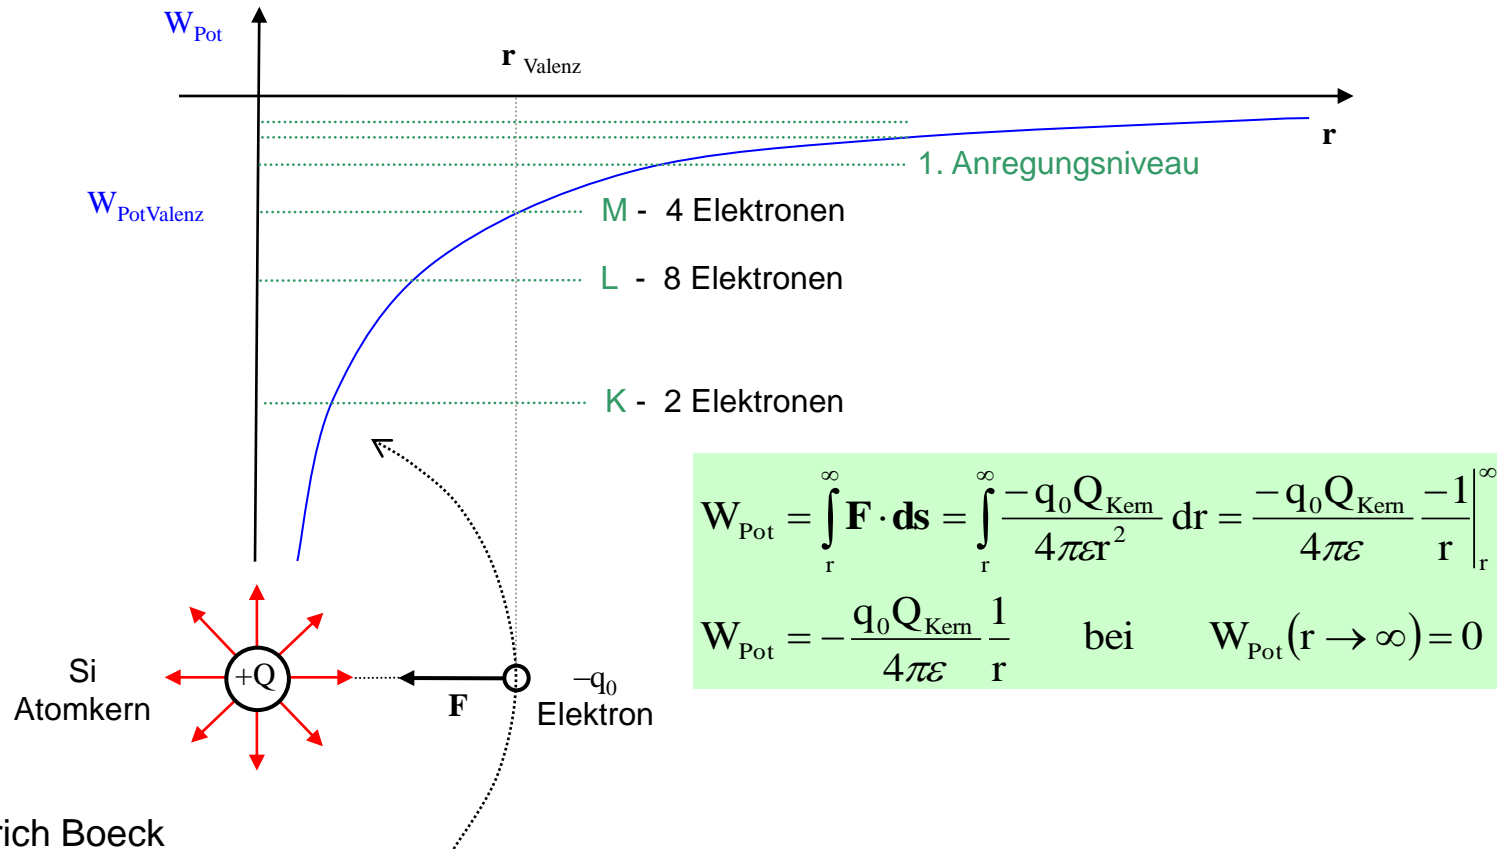 W_Pot
r_Valenz
r
1. Anregungsniveau
W_PotValenz
M - 4 Elektronen
L - 8 Elektronen
K - 2 Elektronen
W_Pot = ∫_r^∞ F · ds = ∫_r^∞ (−q₀Q_Kern)/(4πεr²) dr = (−q₀Q_Kern)/(4πε) (−1)/r |_r^∞
W_Pot = − (q₀Q_Kern)/(4πε) 1/r bei W_Pot(r → ∞) = 0
Si
Atomkern
+Q
F
−q₀
Elektron
rich Boeck